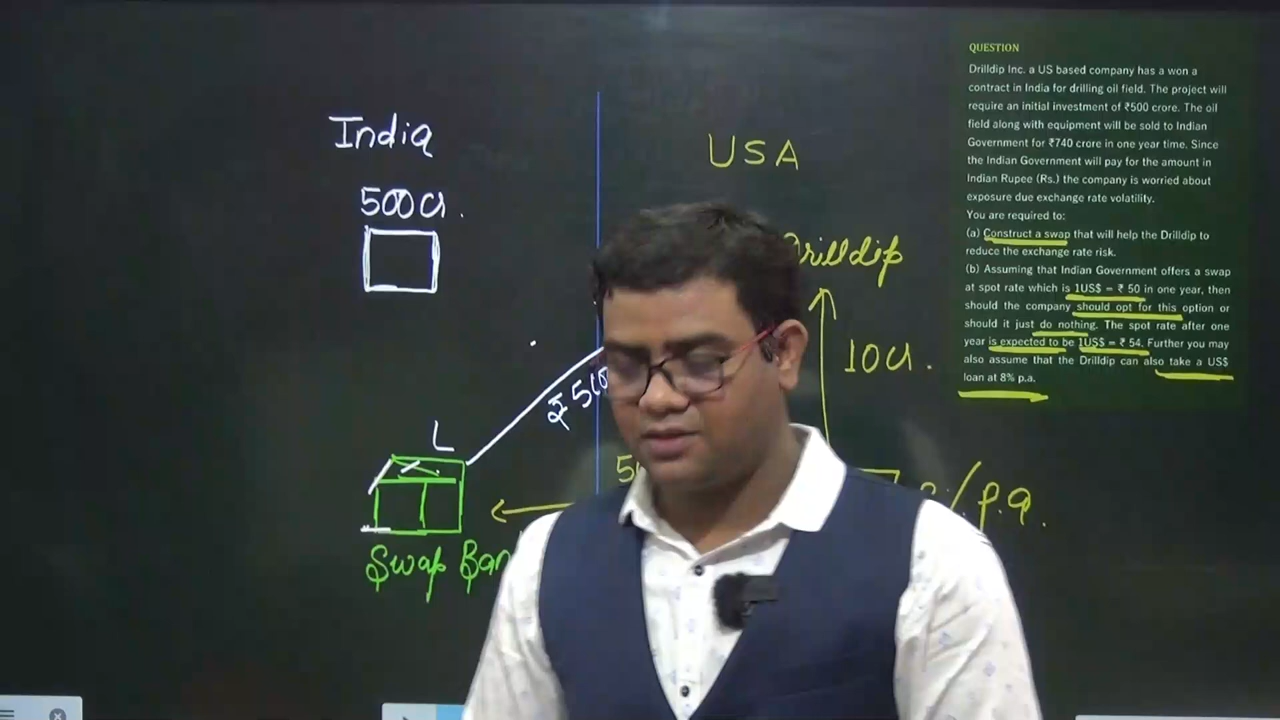 QUESTION
Drilldip Inc. a US based company has a won a
contract in India for drilling oil field. The project will
require an initial investment of ₹500 crore. The oil
field along with equipment will be sold to Indian
Government for ₹740 crore in one year time. Since
the Indian Government will pay for the amount in
Indian Rupee (Rs.) the company is worried about
exposure due exchange rate volatility.
You are required to:
(a) Construct a swap that will help the Drilldip to
reduce the exchange rate risk.
(b) Assuming that Indian Government offers a swap
at spot rate which is 1US$ = ₹ 50 in one year, then
should the company should opt for this option or
should it just do nothing. The spot rate after one
year is expected to be 1US$ = ₹ 54. Further you may
also assume that the Drilldip can also take a US$
loan at 8% p.a.
India
USA
500 Cr.
Drilldip
10 Cr.
₹ 50
L
p.a.
Swap Ban